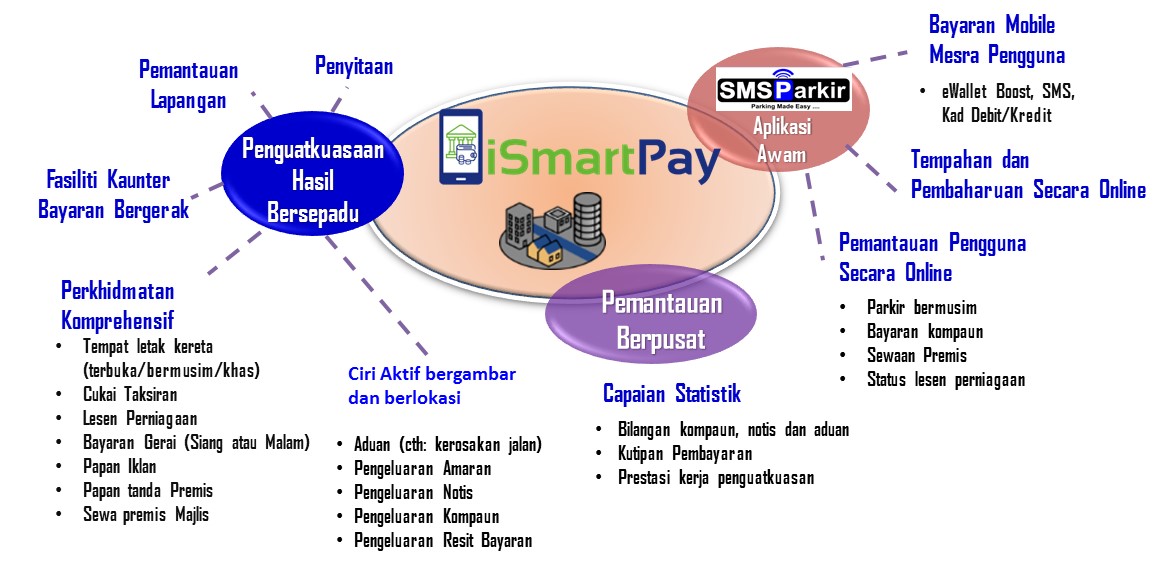 Pemantauan
Lapangan
Penyitaan
Fasiliti Kaunter
Bayaran Bergerak
Penguatkuasaan
Hasil
Bersepadu
iSmartPay
SMSParkir
Parking Made Easy ....
Aplikasi
Awam
Bayaran Mobile
Mesra Pengguna
• eWallet Boost, SMS,
Kad Debit/Kredit
Tempahan dan
Pembaharuan Secara Online
Pemantauan Pengguna
Secara Online
• Parkir bermusim
• Bayaran kompaun
• Sewaan Premis
• Status lesen perniagaan
Perkhidmatan
Komprehensif
• Tempat letak kereta
(terbuka/bermusim/khas)
• Cukai Taksiran
• Lesen Perniagaan
• Bayaran Gerai (Siang atau Malam)
• Papan Iklan
• Papan tanda Premis
• Sewa premis Majlis
Ciri Aktif bergambar
dan berlokasi
• Aduan (cth: kerosakan jalan)
• Pengeluaran Amaran
• Pengeluaran Notis
• Pengeluaran Kompaun
• Pengeluaran Resit Bayaran
Pemantauan
Berpusat
Capaian Statistik
• Bilangan kompaun, notis dan aduan
• Kutipan Pembayaran
• Prestasi kerja penguatkuasan